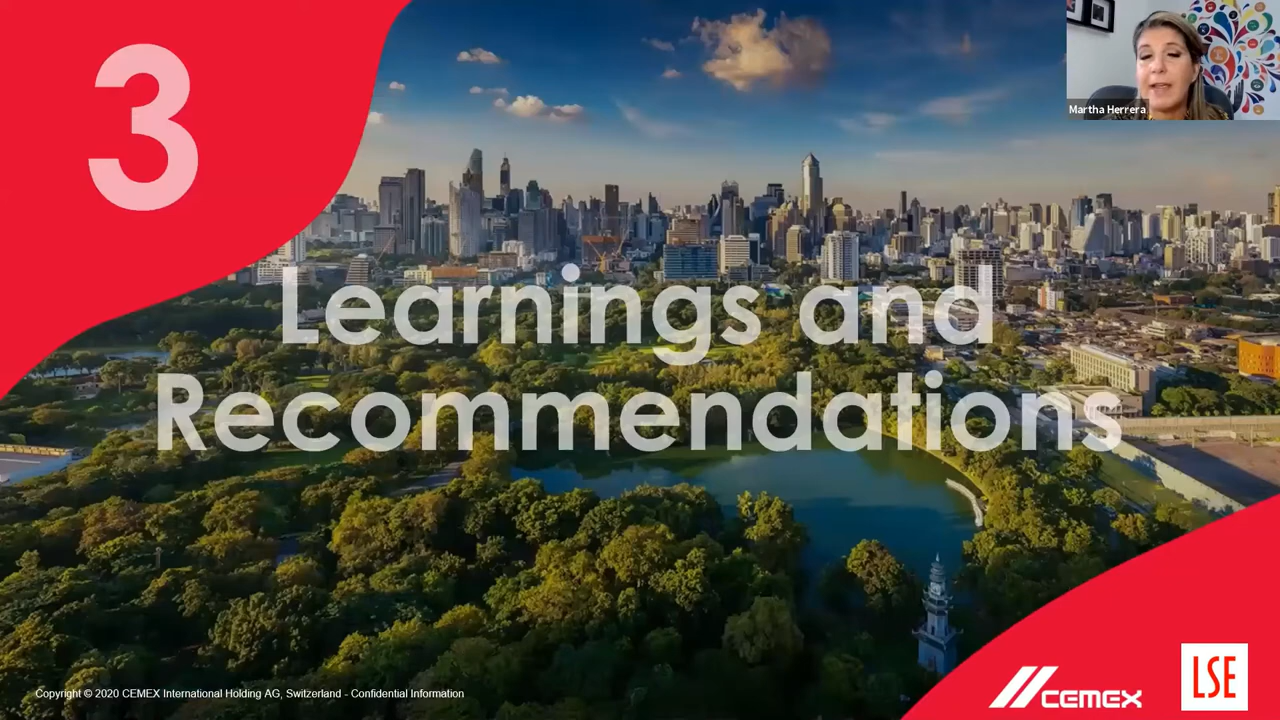 3
Martha Herrera
Learnings and
Recommendations
Copyright © 2020 CEMEX International Holding AG, Switzerland - Confidential Information
CEMEX
LSE